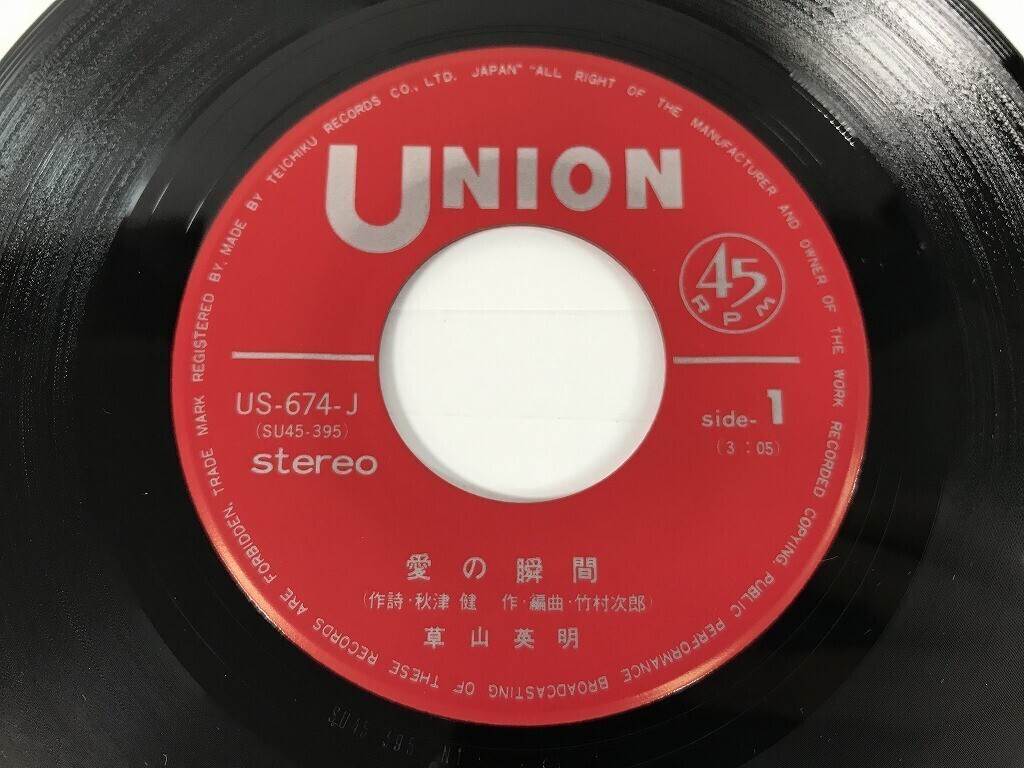 UNION
45
RPM
US-674-J
(SU45-395)
stereo
side-1
(3:05)
愛の瞬間
(作詩・秋津 健 作・編曲・竹村次郎)
草山英明
TRADE MARK REGISTERED BY, MADE BY TEICHIKU RECORDS CO., LTD. JAPAN" "ALL RIGHT OF THE MANUFACTURER AND OWNER OF THE WORK RECORDED COPYING, PUBLIC PERFORMANCE BROADCASTING OF THESE RECORDS ARE FORBIDDEN,
SU45 395 N1